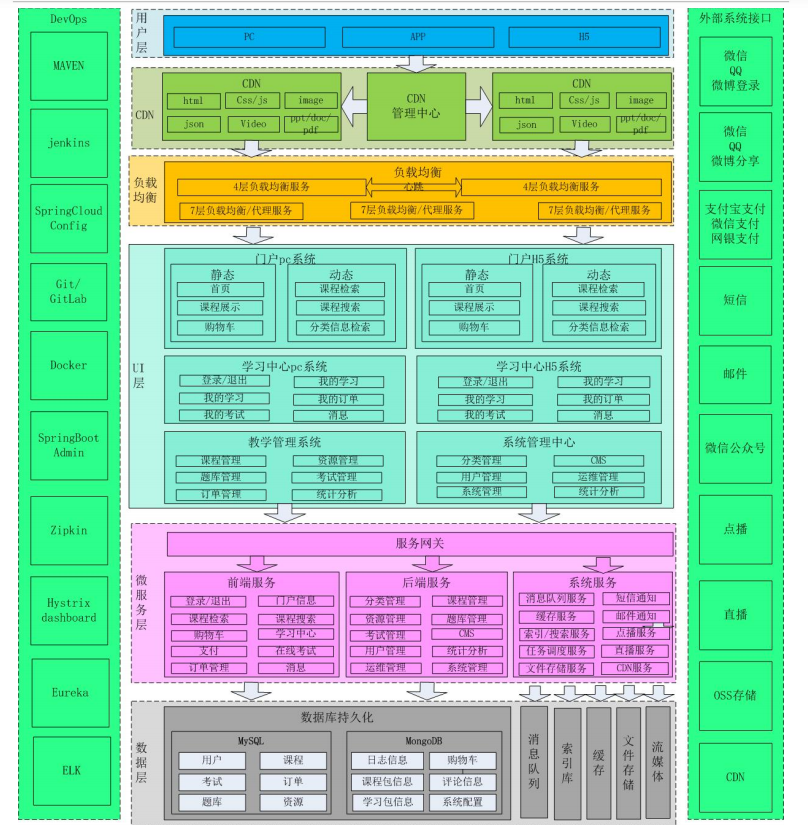 DevOps
MAVEN
jenkins
SpringCloud
Config
Git/
GitLab
Docker
SpringBoot
Admin
Zipkin
Hystrix
dashboard
Eureka
ELK
用户层
PC
APP
H5
CDN
CDN
html
Css/js
image
json
Video
ppt/doc/
pdf
CDN
管理中心
CDN
html
Css/js
image
json
Video
ppt/doc/
pdf
负载
均衡
负载均衡
4层负载均衡服务
心跳
4层负载均衡服务
7层负载均衡/代理服务
7层负载均衡/代理服务
7层负载均衡/代理服务
UI
层
门户pc系统
静态
首页
课程展示
购物车
动态
课程检索
课程搜索
分类信息检索
门户H5系统
静态
首页
课程展示
购物车
动态
课程检索
课程搜索
分类信息检索
学习中心pc系统
登录/退出
我的学习
我的学习
我的订单
我的考试
消息
学习中心H5系统
登录/退出
我的学习
我的学习
我的订单
我的考试
消息
教学管理系统
课程管理
资源管理
题库管理
考试管理
订单管理
统计分析
系统管理中心
分类管理
CMS
用户管理
运维管理
系统管理
统计分析
微服务层
服务网关
前端服务
登录/退出
门户信息
课程检索
课程搜索
购物车
学习中心
支付
在线考试
订单管理
消息
后端服务
分类管理
课程管理
资源管理
题库管理
考试管理
CMS
用户管理
统计分析
运维管理
系统管理
系统服务
消息队列服务
短信通知
缓存服务
邮件通知
索引/搜索服务
点播服务
任务调度服务
直播服务
文件存储服务
CDN服务
数据层
数据库持久化
MySQL
用户
课程
考试
订单
题库
资源
MongoDB
日志信息
购物车
课程包信息
评论信息
学习包信息
系统配置
消息队列
索引库
缓存
文件存储
流媒体
外部系统接口
微信
QQ
微博登录
微信
QQ
微博分享
支付宝支付
微信支付
网银支付
短信
邮件
微信公众号
点播
直播
OSS存储
CDN